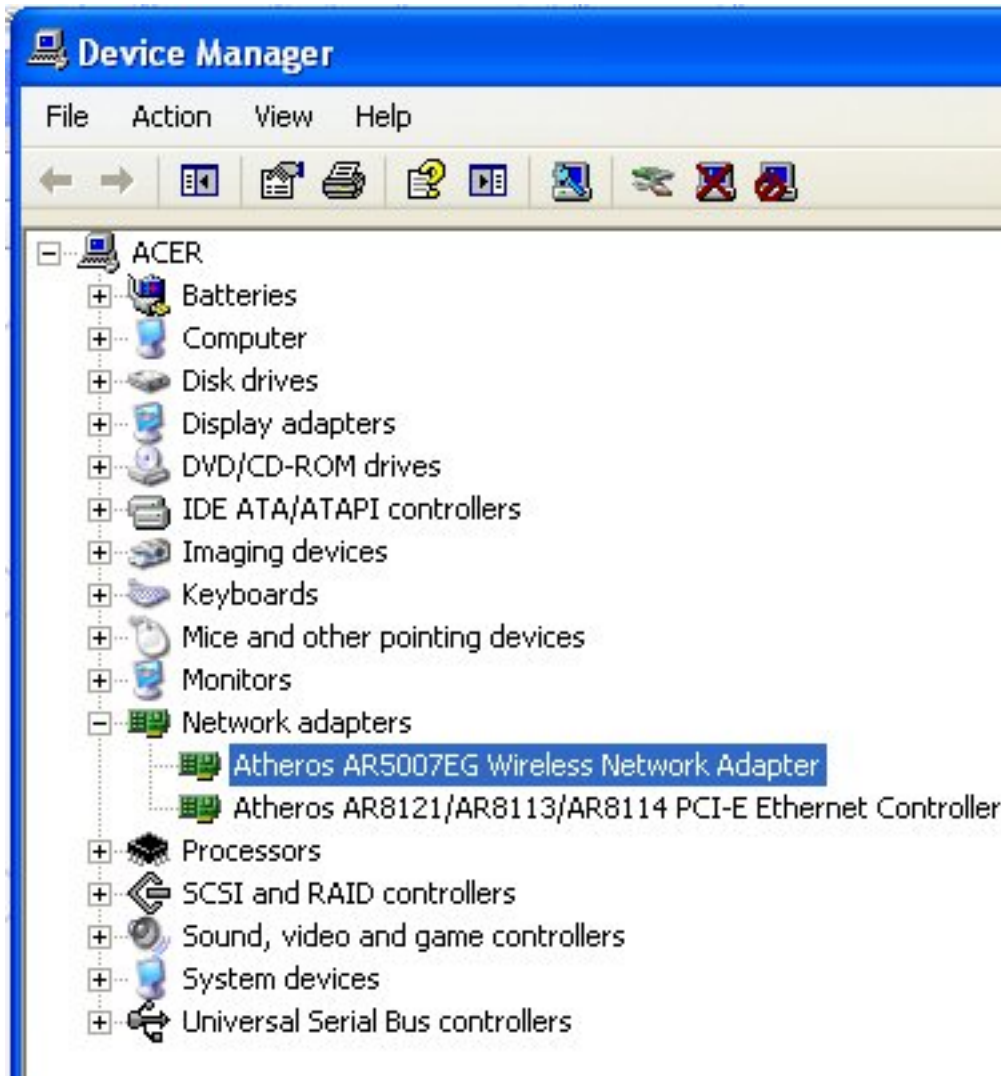 Device Manager
File Action View Help
ACER
Batteries
Computer
Disk drives
Display adapters
DVD/CD-ROM drives
IDE ATA/ATAPI controllers
Imaging devices
Keyboards
Mice and other pointing devices
Monitors
Network adapters
Atheros AR5007EG Wireless Network Adapter
Atheros AR8121/AR8113/AR8114 PCI-E Ethernet Controller
Processors
SCSI and RAID controllers
Sound, video and game controllers
System devices
Universal Serial Bus controllers